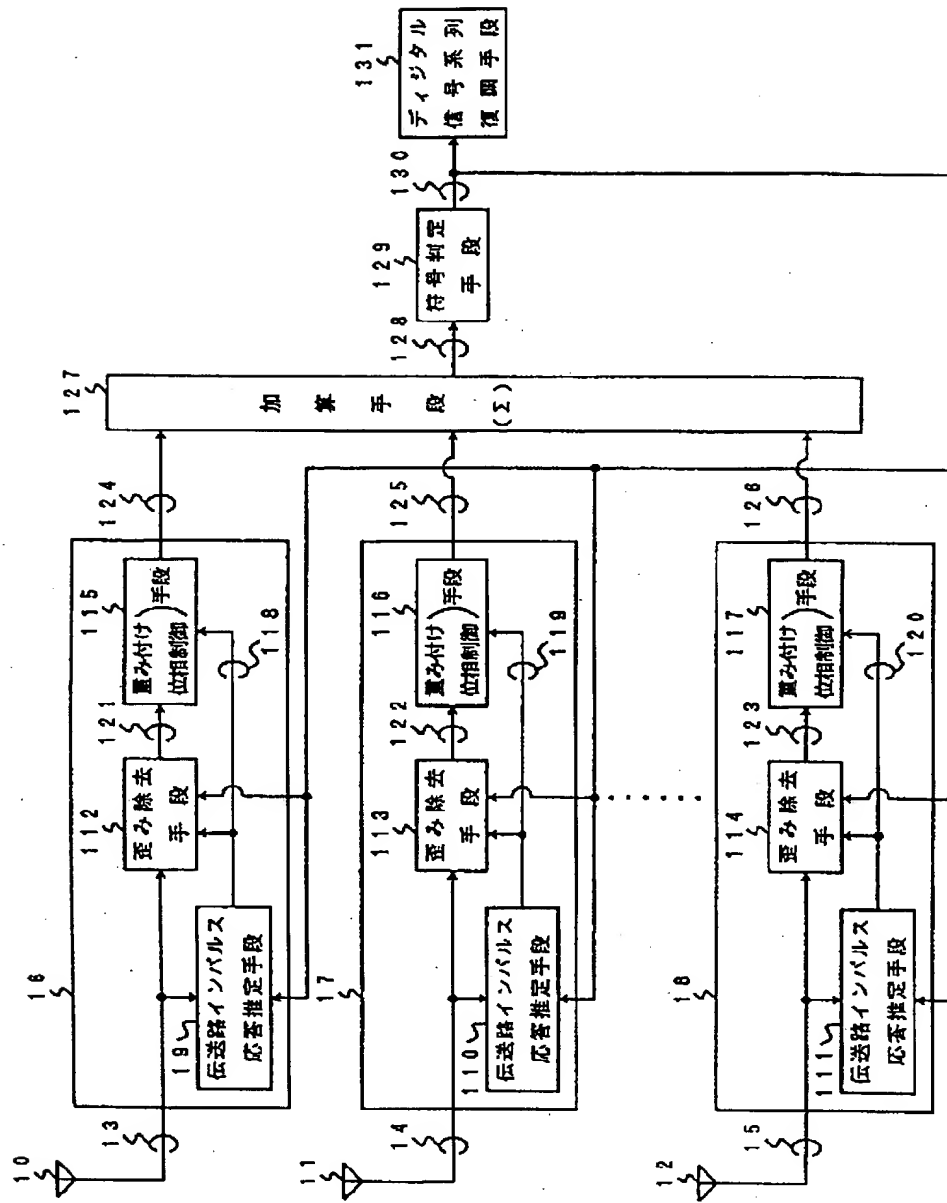 10
13
16
19
伝送路インパルス
応答推定手段
112
歪み除去
手段
121
115
重み付け
位相制御
)手段
118
124
11
14
17
110
伝送路インパルス
応答推定手段
113
歪み除去
手段
122
116
重み付け
位相制御
)手段
119
125
......
12
15
18
111
伝送路インパルス
応答推定手段
114
歪み除去
手段
123
117
重み付け
位相制御
)手段
120
126
127
加算手段
(Σ)
128
129
符号判定
手段
130
131
ディジタル
信号系列
復調手段